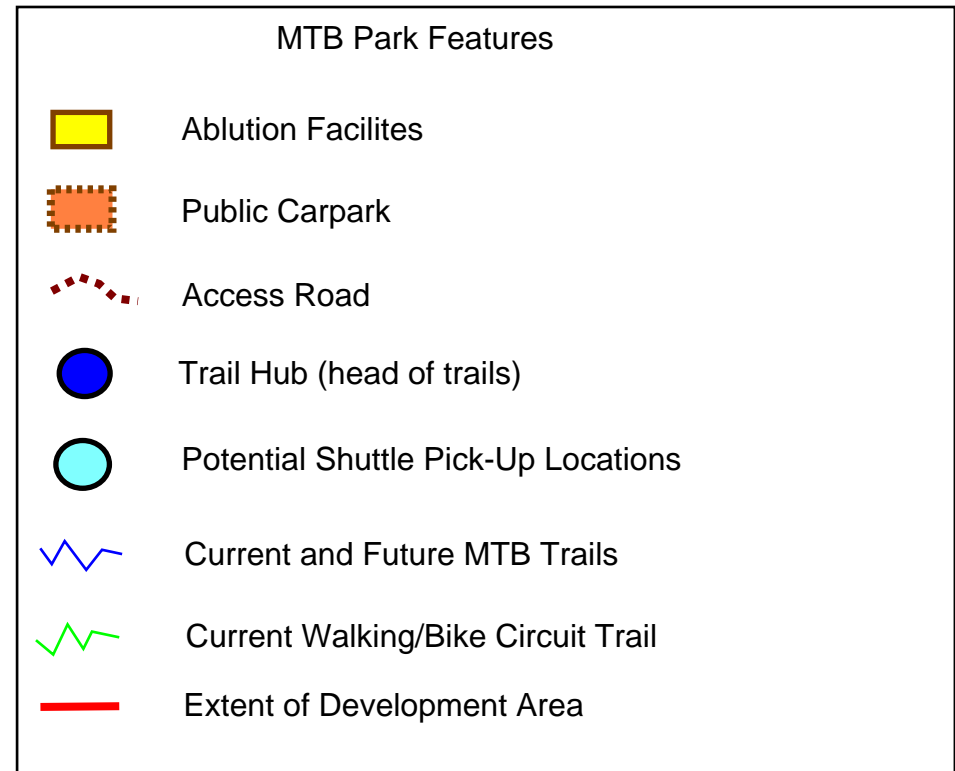 MTB Park Features
Ablution Facilites
Public Carpark
Access Road
Trail Hub (head of trails)
Potential Shuttle Pick-Up Locations
Current and Future MTB Trails
Current Walking/Bike Circuit Trail
Extent of Development Area